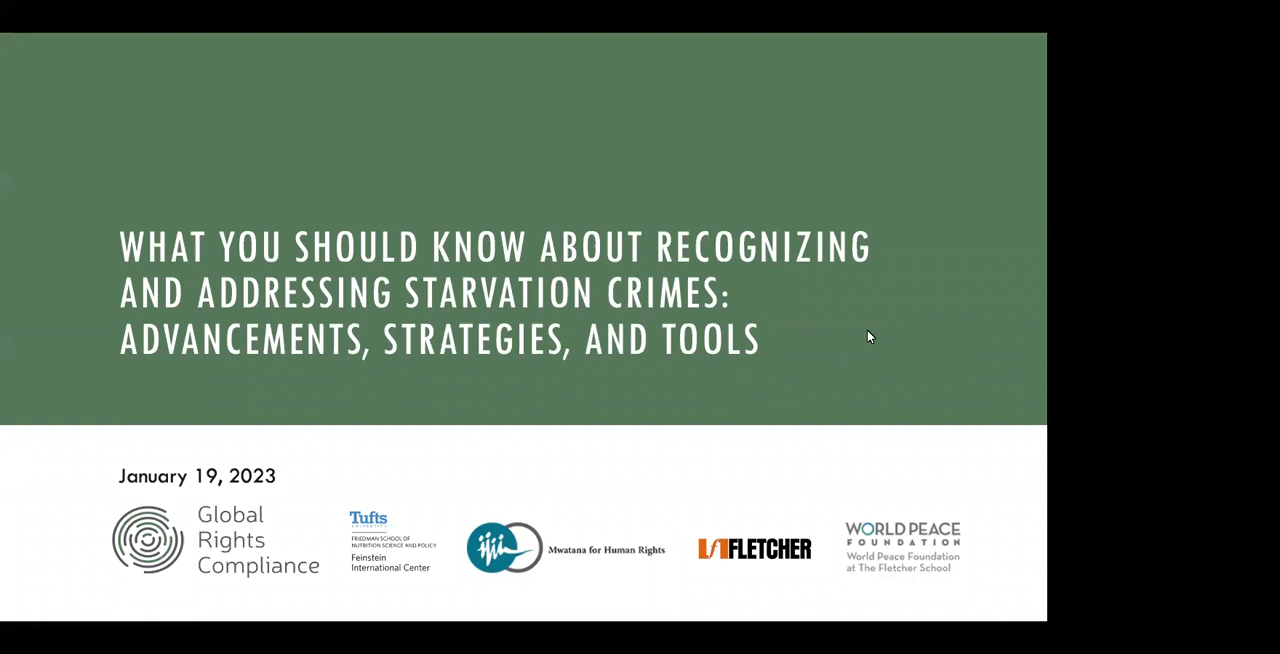 WHAT YOU SHOULD KNOW ABOUT RECOGNIZING
AND ADDRESSING STARVATION CRIMES:
ADVANCEMENTS, STRATEGIES, AND TOOLS
January 19, 2023
Global
Rights
Compliance
Tufts
UNIVERSITY
FRIEDMAN SCHOOL OF
NUTRITION SCIENCE AND POLICY
Feinstein
International Center
Mwatana for Human Rights
FLETCHER
WORLD PEACE
FOUNDATION
World Peace Foundation
at The Fletcher School